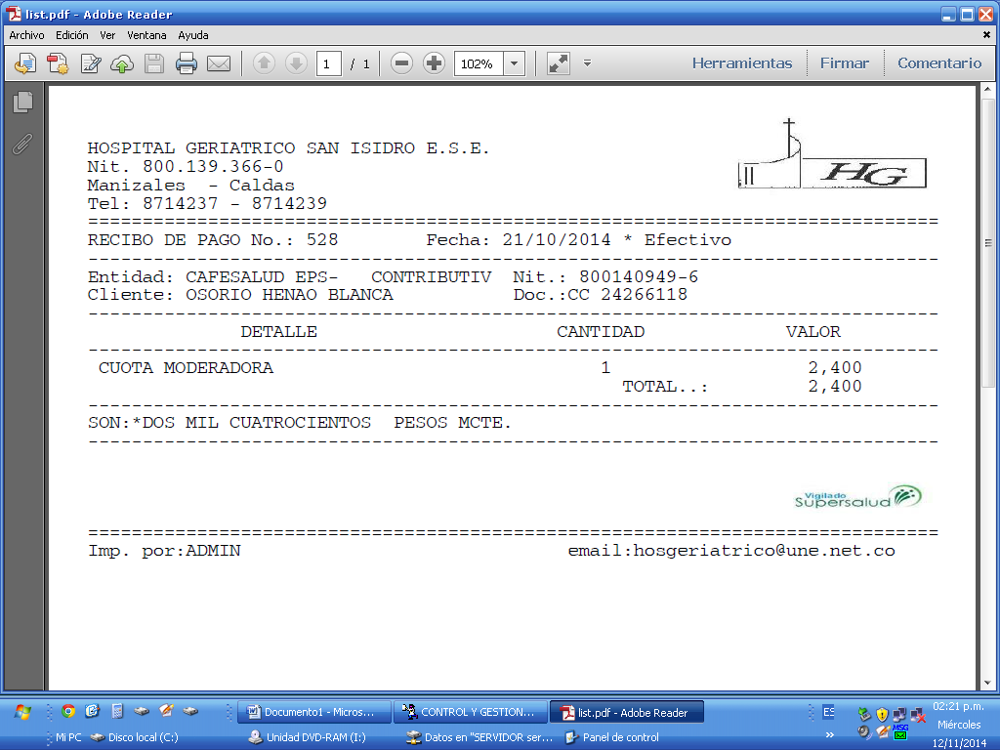 list.pdf - Adobe Reader
Archivo Edición Ver Ventana Ayuda
1 / 1 102% Herramientas Firmar Comentario
HG
HOSPITAL GERIATRICO SAN ISIDRO E.S.E.
Nit. 800.139.366-0
Manizales - Caldas
Tel: 8714237 - 8714239
RECIBO DE PAGO No.: 528 Fecha: 21/10/2014 * Efectivo
Entidad: CAFESALUD EPS- CONTRIBUTIV Nit.: 800140949-6
Cliente: OSORIO HENAO BLANCA Doc.:CC 24266118
DETALLE CANTIDAD VALOR
CUOTA MODERADORA 1 2,400
TOTAL..: 2,400
SON:*DOS MIL CUATROCIENTOS PESOS MCTE.
Vigilado
Supersalud
Imp. por:ADMIN email:hosgeriatrico@une.net.co
Documento1 - Micros... CONTROL Y GESTION... list.pdf - Adobe Reader ES 02:21 p.m.
Miércoles
Mi PC Disco local (C:) Unidad DVD-RAM (I:) Datos en "SERVIDOR ser... Panel de control MSG 12/11/2014